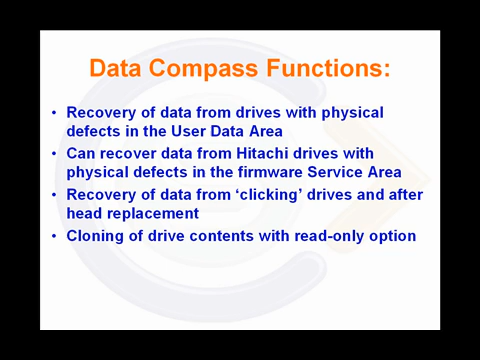 Data Compass Functions:
• Recovery of data from drives with physical
defects in the User Data Area
• Can recover data from Hitachi drives with
physical defects in the firmware Service Area
• Recovery of data from ‘clicking’ drives and after
head replacement
• Cloning of drive contents with read-only option